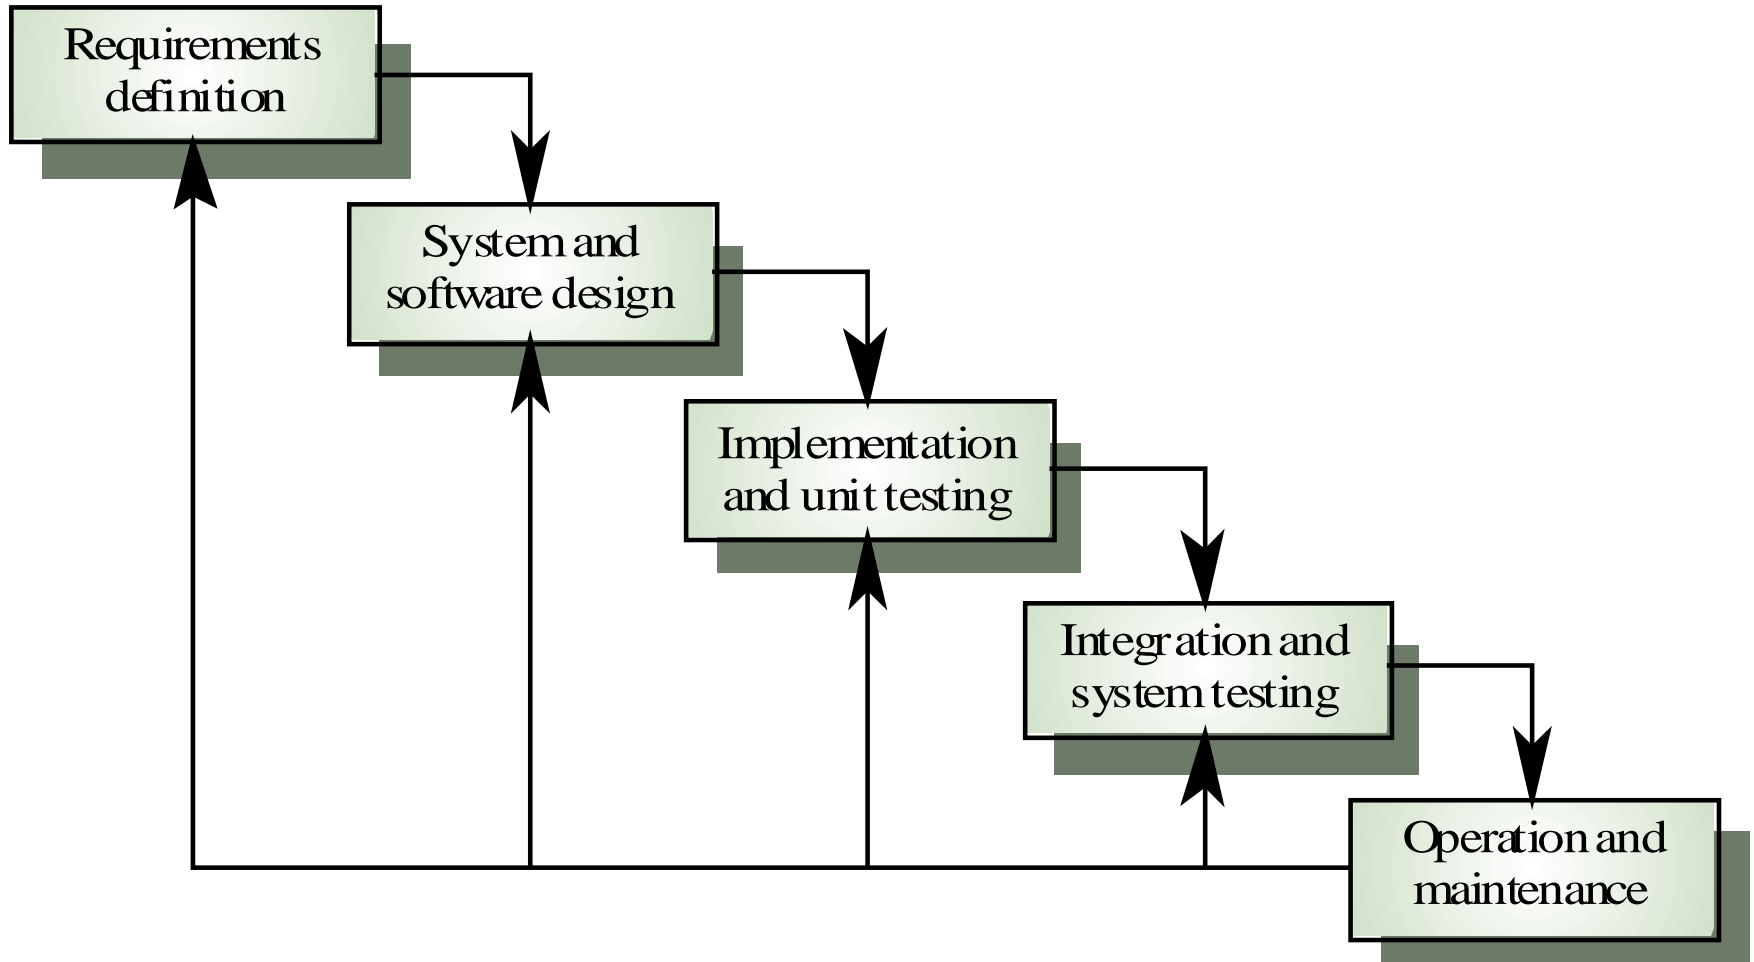 Requirements
definition
System and
software design
Implementation
and unit testing
Integration and
system testing
Operation and
maintenance